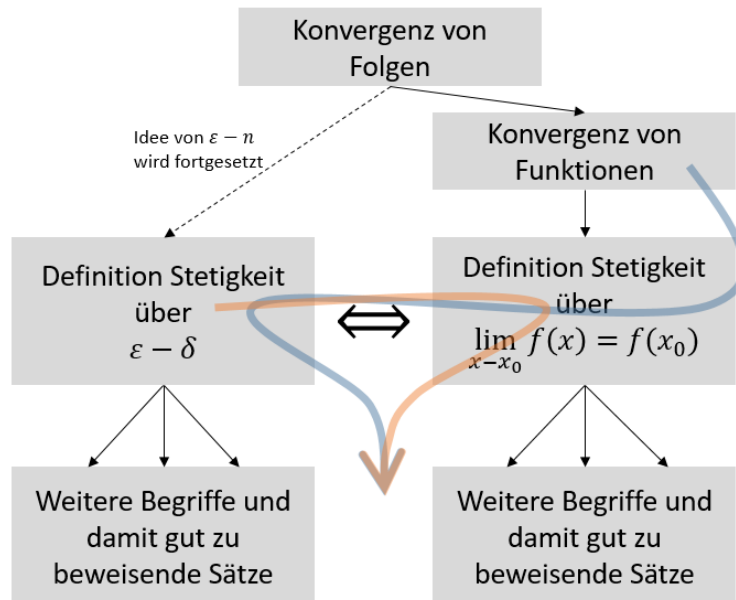 Konvergenz von
Folgen
Idee von ε − n
wird fortgesetzt
Konvergenz von
Funktionen
Definition Stetigkeit
über
ε − δ
⇔
Definition Stetigkeit
über
lim f(x) = f(x₀)
x−x₀
Weitere Begriffe und
damit gut zu
beweisende Sätze
Weitere Begriffe und
damit gut zu
beweisende Sätze